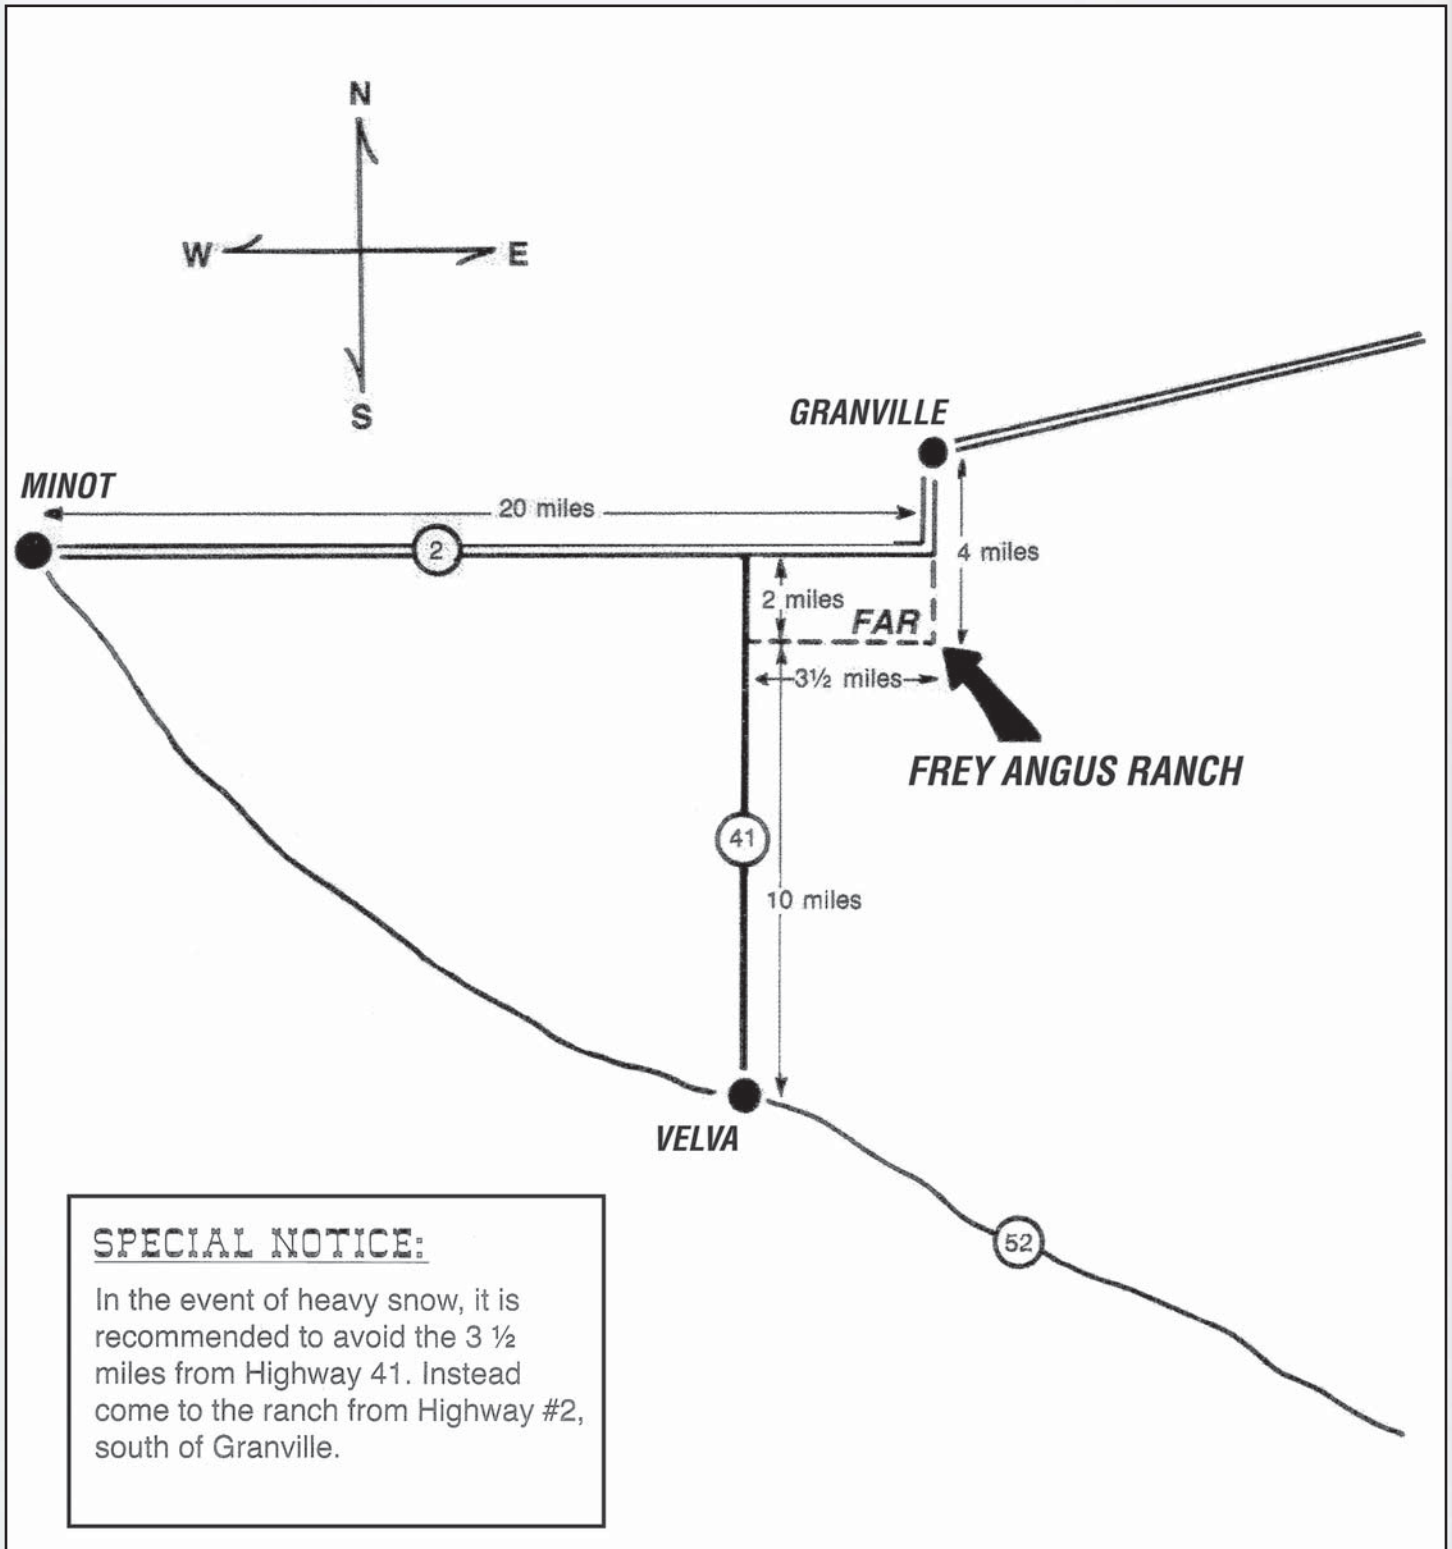 N
W
E
S
GRANVILLE
MINOT
20 miles
2
4 miles
2 miles
FAR
3½ miles
FREY ANGUS RANCH
41
10 miles
VELVA
52
SPECIAL NOTICE:
In the event of heavy snow, it is
recommended to avoid the 3 ½
miles from Highway 41. Instead
come to the ranch from Highway #2,
south of Granville.